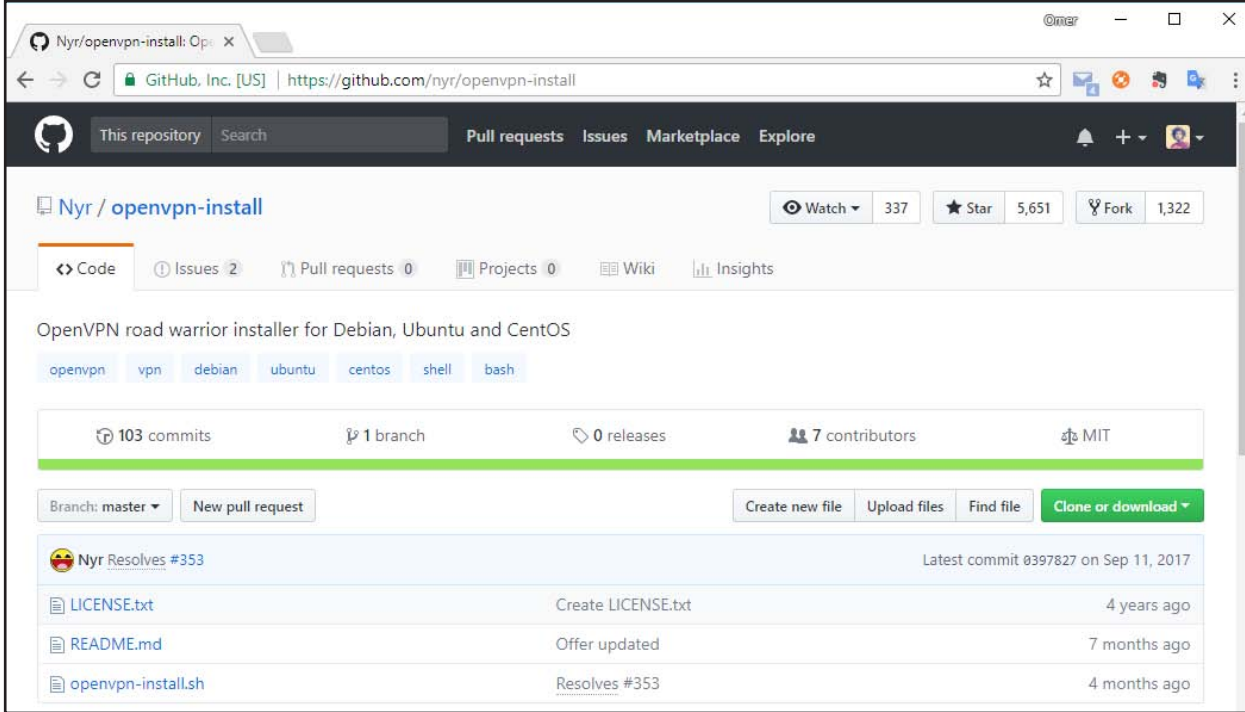 Omer
Nyr/openvpn-install: Ope
GitHub, Inc. [US] | https://github.com/nyr/openvpn-install
4
This repository Search Pull requests Issues Marketplace Explore
Nyr / openvpn-install Watch 337 Star 5,651 Fork 1,322
Code Issues 2 Pull requests 0 Projects 0 Wiki Insights
OpenVPN road warrior installer for Debian, Ubuntu and CentOS
openvpn vpn debian ubuntu centos shell bash
103 commits 1 branch 0 releases 7 contributors MIT
Branch: master New pull request Create new file Upload files Find file Clone or download
Nyr Resolves #353 Latest commit 0397827 on Sep 11, 2017
LICENSE.txt Create LICENSE.txt 4 years ago
README.md Offer updated 7 months ago
openvpn-install.sh Resolves #353 4 months ago